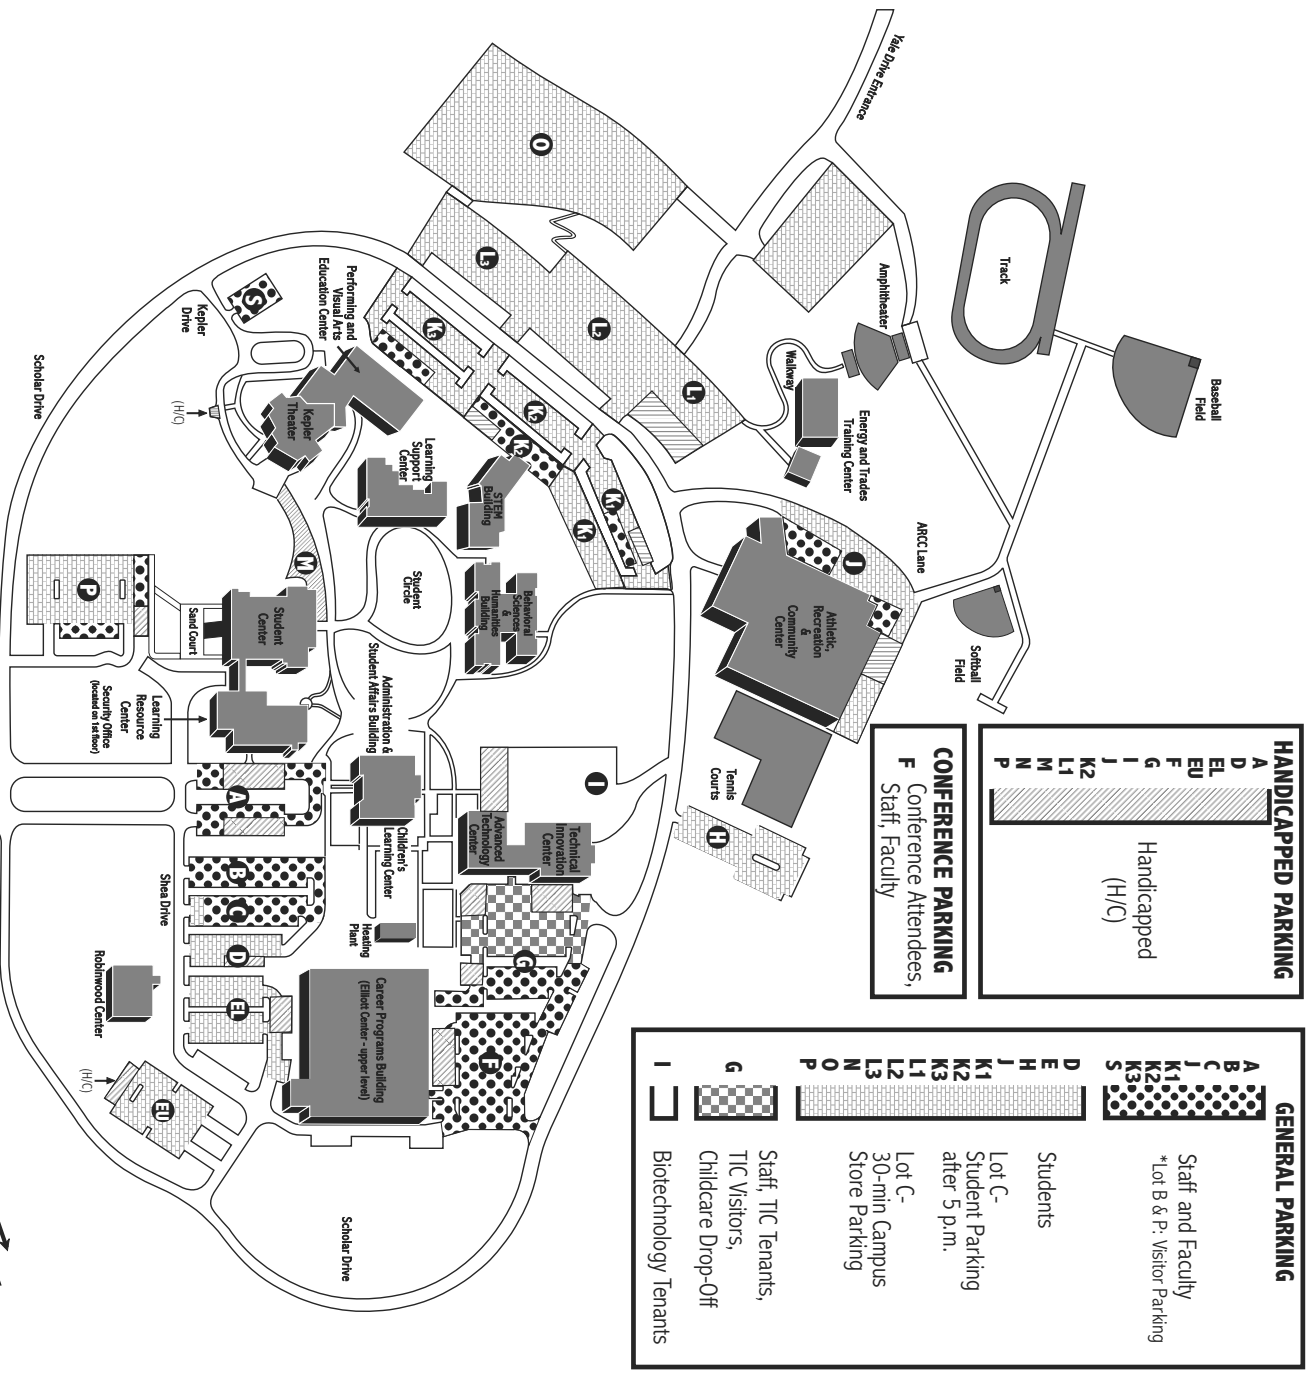 Yale Drive Entrance
Track
Baseball
Field
Amphitheater
Walkway
Energy and Trades
Training Center
ARCC Lane
Softball
Field
O
L3
L2
L1
K3
K2
K2
K1
K1
J
Athletic,
Recreation
&
Community
Center
Tennis
Courts
H
Performing and
Visual Arts
Education Center
S
Kepler
Drive
Scholar Drive
(H/C)
Kepler
Theater
Learning
Support
Center
STEM
Building
Behavioral
Sciences
&
Humanities
Building
Student
Circle
M
P
Sand Court
Student
Center
Learning
Resource
Center
Security Office
(located on 1st floor)
Administration &
Student Affairs Building
I
Technical
Innovation
Center
Advanced
Technology
Center
Children's
Learning Center
Heating
Plant
A
B
C
D
EL
G
F
Shea Drive
Robinwood Center
Career Programs Building
(Elliott Center - upper level)
(H/C)
EU
Scholar Drive
HANDICAPPED PARKING
A
D
EL
EU
F
G
I
J
K2
L1
M
N
P
Handicapped
(H/C)
CONFERENCE PARKING
F
Conference Attendees,
Staff, Faculty
GENERAL PARKING
A
B
C
J
K1
K2
K3
S
Staff and Faculty
*Lot B & P: Visitor Parking
D
E
H
J
K1
K2
K3
L1
L2
L3
N
O
P
Students
Lot C-
Student Parking
after 5 p.m.
Lot C-
30-min Campus
Store Parking
G
Staff, TIC Tenants,
TIC Visitors,
Childcare Drop-Off
I
Biotechnology Tenants